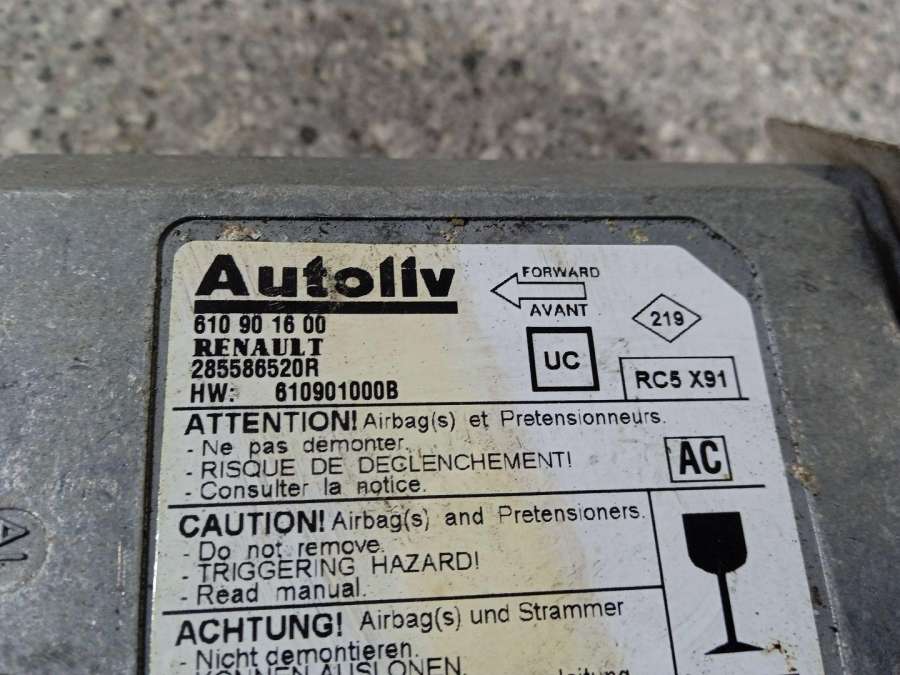 Autoliv
FORWARD
AVANT
610 90 16 00
219
RENAULT
UC
285586520R
RC5 X91
HW: 610901000B
ATTENTION! Airbag(s) et Pretensionneurs.
- Ne pas demonter.
- RISQUE DE DECLENCHEMENT!
AC
- Consulter la notice.
CAUTION! Airbag(s) and Pretensioners.
- Do not remove.
- TRIGGERING HAZARD!
- Read manual.
ACHTUNG! Airbag(s) und Strammer
- Nicht demontieren.
KONNEN AUSLONEN.